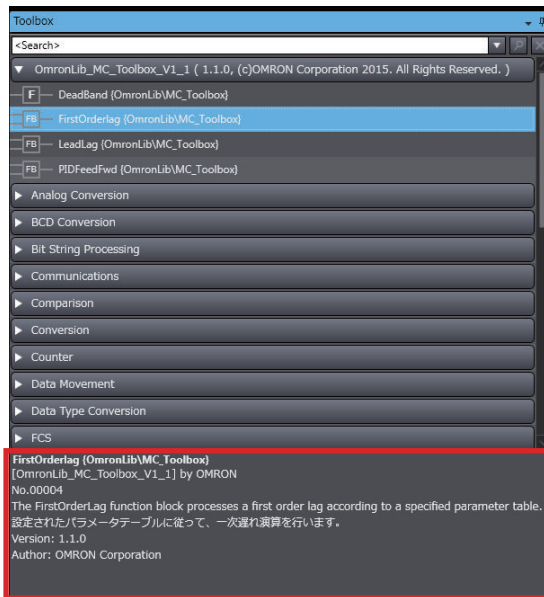 Toolbox
<Search>
OmronLib_MC_Toolbox_V1_1 ( 1.1.0, (c)OMRON Corporation 2015. All Rights Reserved. )
F DeadBand {OmronLib\MC_Toolbox}
FB FirstOrderlag {OmronLib\MC_Toolbox}
FB LeadLag {OmronLib\MC_Toolbox}
FB PIDFeedFwd {OmronLib\MC_Toolbox}
Analog Conversion
BCD Conversion
Bit String Processing
Communications
Comparison
Conversion
Counter
Data Movement
Data Type Conversion
FCS
FirstOrderlag {OmronLib\MC_Toolbox}
[OmronLib_MC_Toolbox_V1_1] by OMRON
No.00004
The FirstOrderLag function block processes a first order lag according to a specified parameter table.
設定されたパラメータテーブルに従って、一次遅れ演算を行います。
Version: 1.1.0
Author: OMRON Corporation